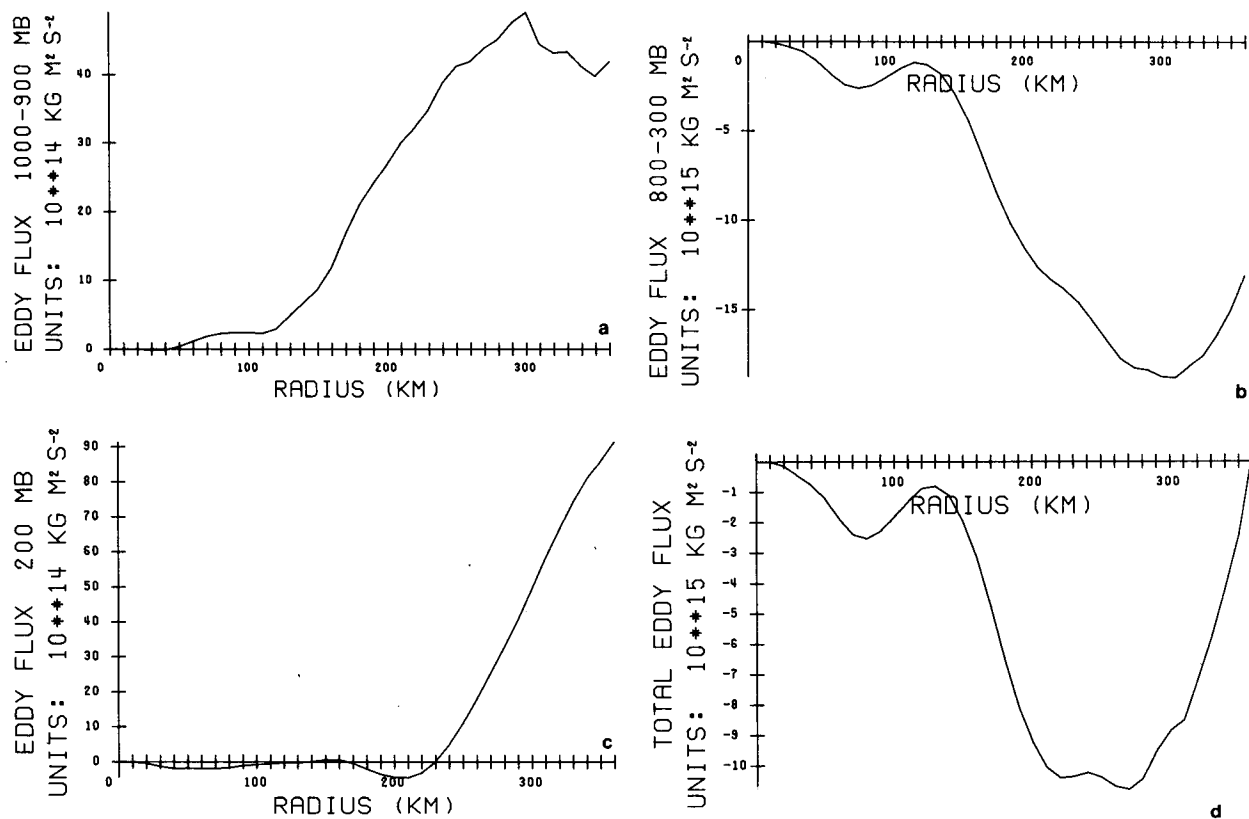 EDDY FLUX 1000-900 MB
UNITS: 10**14 KG M² S⁻²
40
30
20
10
0
0 100 200 300
RADIUS (KM)
a
EDDY FLUX 800-300 MB
UNITS: 10**15 KG M² S⁻²
0
-5
-10
-15
100 200 300
RADIUS (KM)
b
EDDY FLUX 200 MB
UNITS: 10**14 KG M² S⁻²
90
80
70
60
50
40
30
20
10
0
0 100 200 300
RADIUS (KM)
c
TOTAL EDDY FLUX
UNITS: 10**15 KG M² S⁻²
-1
-2
-3
-4
-5
-6
-7
-8
-9
-10
100 200 300
RADIUS (KM)
d